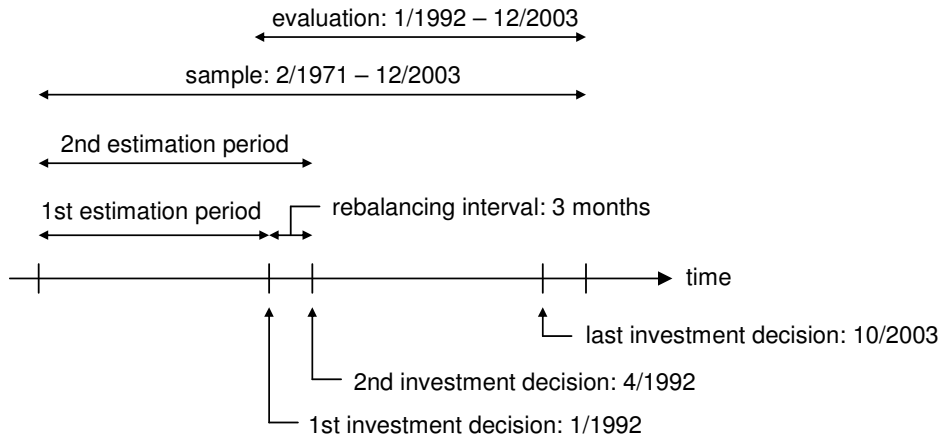 evaluation: 1/1992 – 12/2003
sample: 2/1971 – 12/2003
2nd estimation period
1st estimation period
rebalancing interval: 3 months
time
last investment decision: 10/2003
2nd investment decision: 4/1992
1st investment decision: 1/1992